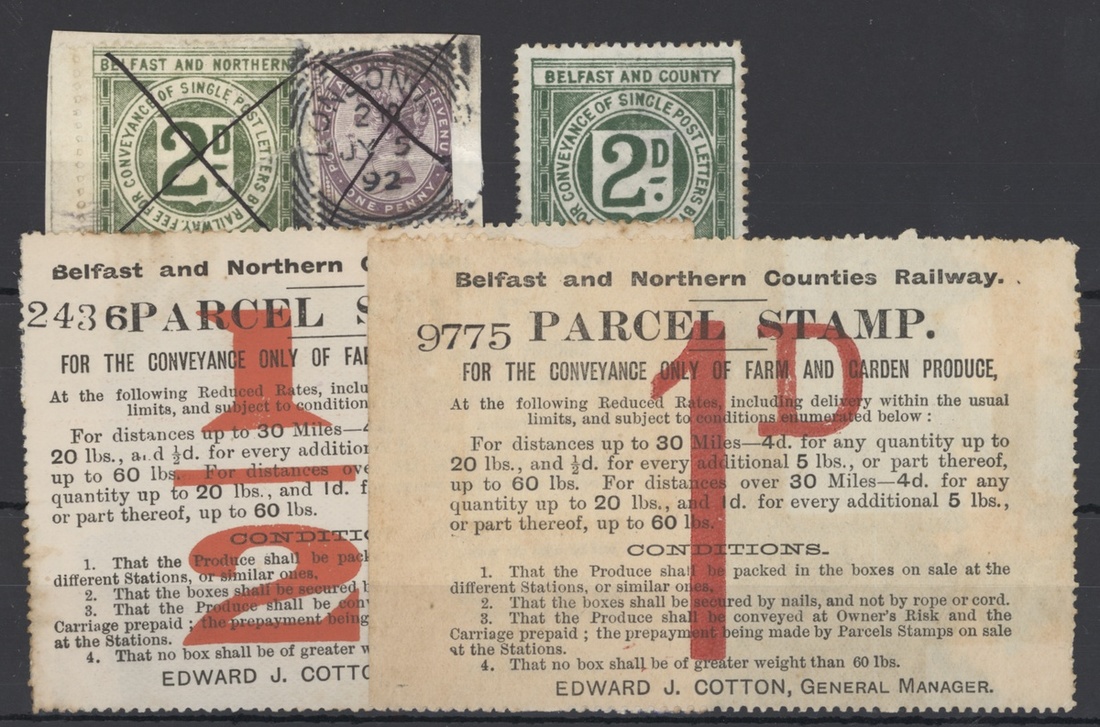 BELFAST AND NORTHERN
FEE FOR CONVEYANCE OF SINGLE POST LETTERS BY RAILWAY.
2D.
REVENUE
ONE PENNY
JY 5
92
BELFAST AND COUNTY
FOR CONVEYANCE OF SINGLE POST LETTERS B
2D.
Belfast and Northern C
2436 PARCEL S
FOR THE CONVEYANCE ONLY OF FA
At the following Reduced Rates, inclu
limits, and subject to condition
For distances up to 30 Miles—4
20 lbs., and ½d. for every addition
up to 60 lbs. For distances ove
quantity up to 20 lbs., and 1d. f
or part thereof, up to 60 lbs.
CONDITIO
1. That the Produce shall be pack
different Stations, or similar ones.
2. That the boxes shall be secured b
3. That the Produce shall be conv
Carriage prepaid ; the prepayment being
at the Stations.
4. That no box shall be of greater w
EDWARD J. COTTO
1/2
Belfast and Northern Counties Railway.
9775 PARCEL STAMP.
FOR THE CONVEYANCE ONLY OF FARM AND GARDEN PRODUCE,
At the following Reduced Rates, including delivery within the usual
limits, and subject to conditions enumerated below :
For distances up to 30 Miles—4d. for any quantity up to
20 lbs., and ½d. for every additional 5 lbs., or part thereof,
up to 60 lbs. For distances over 30 Miles—4d. for any
quantity up to 20 lbs., and 1d. for every additional 5 lbs.,
or part thereof, up to 60 lbs.
CONDITIONS.
1. That the Produce shall be packed in the boxes on sale at the
different Stations, or similar ones.
2. That the boxes shall be secured by nails, and not by rope or cord.
3. That the Produce shall be conveyed at Owner's Risk and the
Carriage prepaid ; the prepayment being made by Parcels Stamps on sale
at the Stations.
4. That no box shall be of greater weight than 60 lbs.
EDWARD J. COTTON, GENERAL MANAGER.
1D